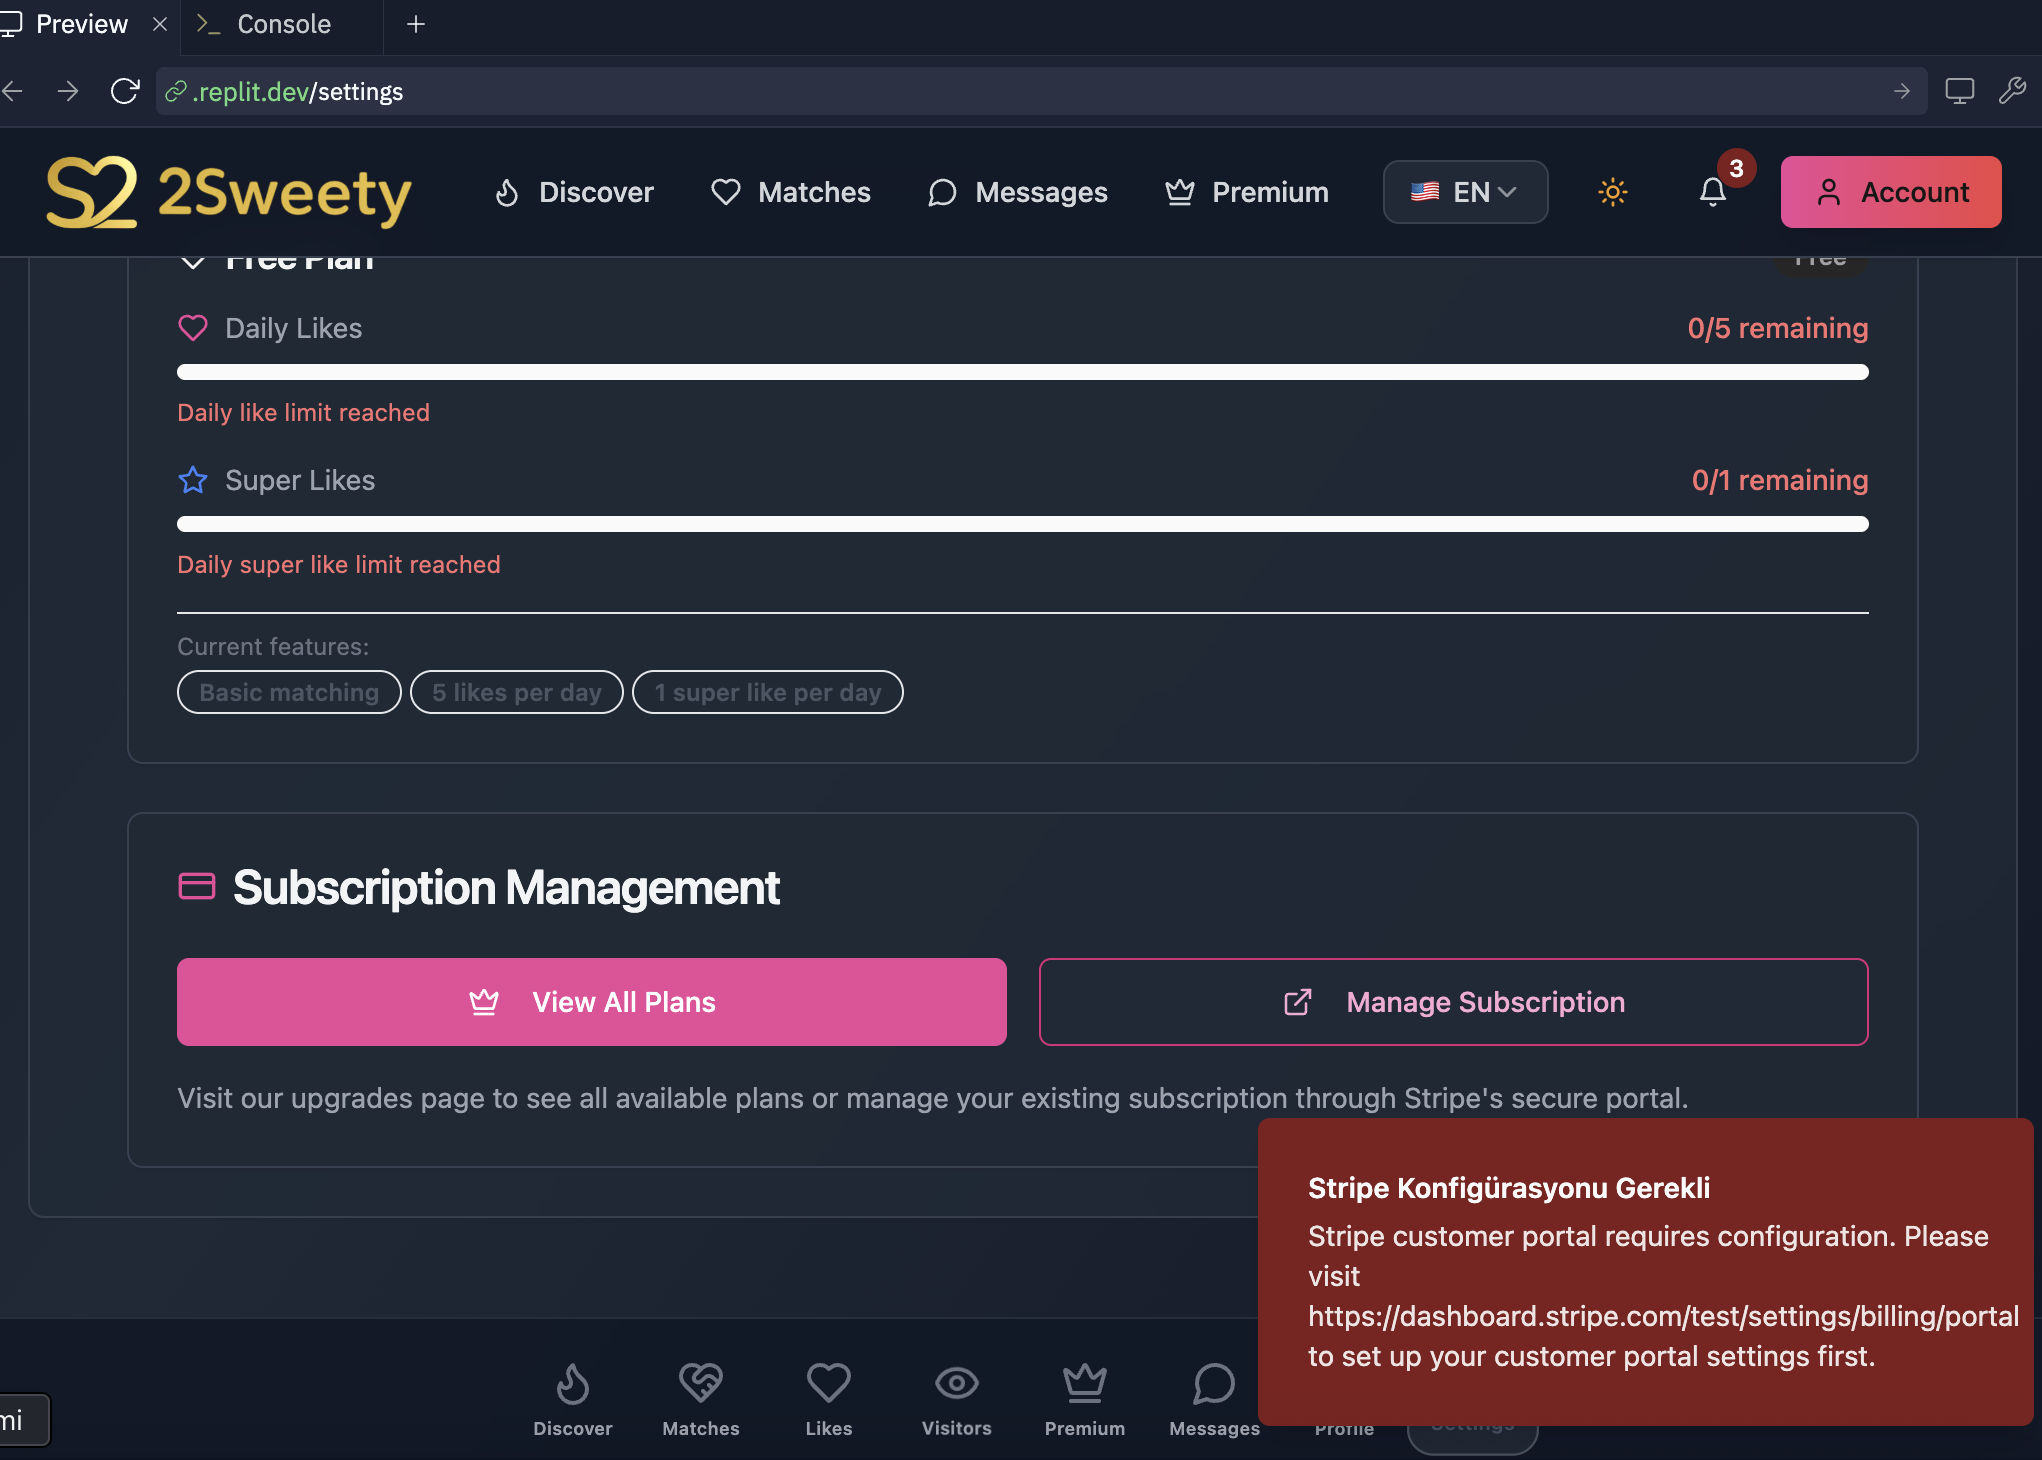 Preview
Console
.replit.dev/settings
2Sweety
Discover
Matches
Messages
Premium
EN
3
Account
Free Plan
Free
Daily Likes
0/5 remaining
Daily like limit reached
Super Likes
0/1 remaining
Daily super like limit reached
Current features:
Basic matching
5 likes per day
1 super like per day
Subscription Management
View All Plans
Manage Subscription
Visit our upgrades page to see all available plans or manage your existing subscription through Stripe's secure portal.
Stripe Konfigürasyonu Gerekli
Stripe customer portal requires configuration. Please
visit
https://dashboard.stripe.com/test/settings/billing/portal
to set up your customer portal settings first.
mi
Discover
Matches
Likes
Visitors
Premium
Messages
Profile
Settings